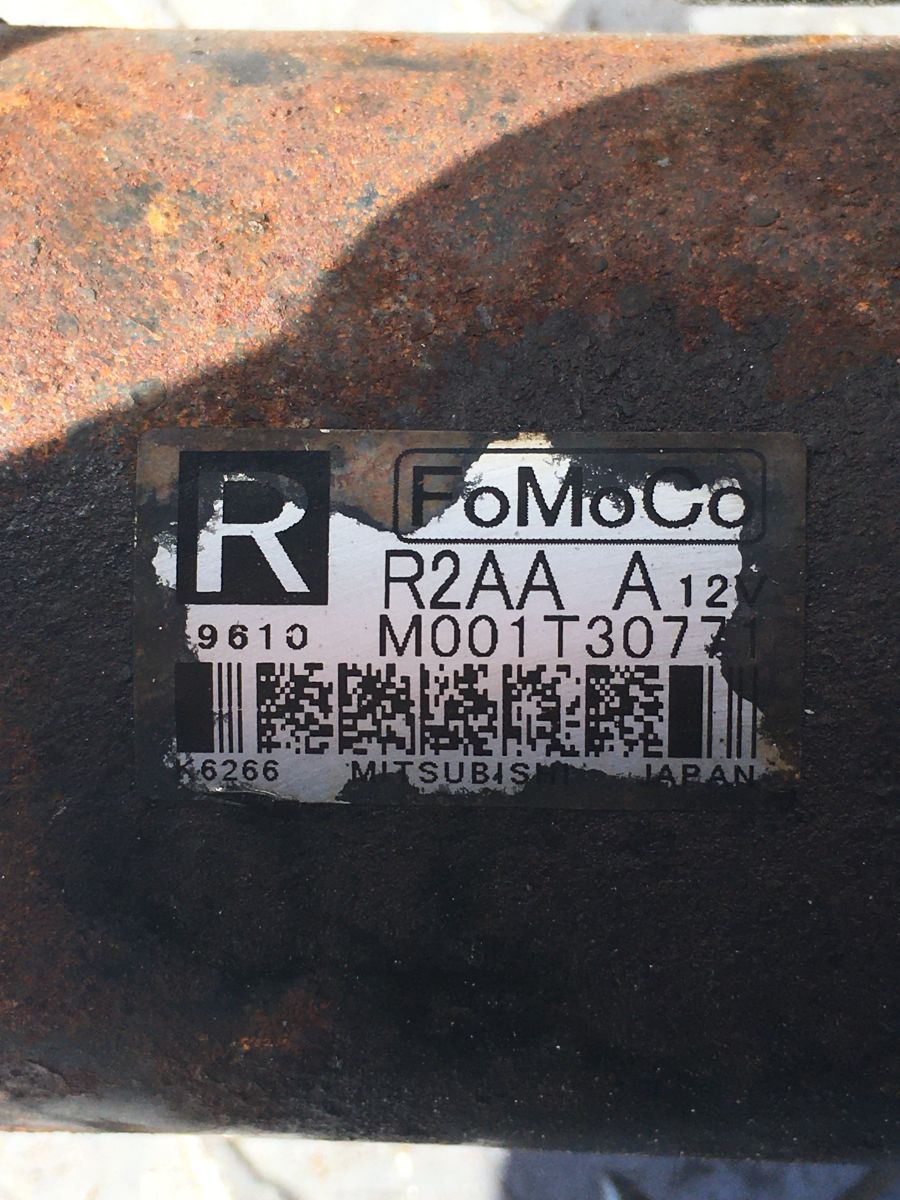 R
FoMoCo
R2AA A 12V
9610 M001T30771
K6266 MITSUBISHI JAPAN